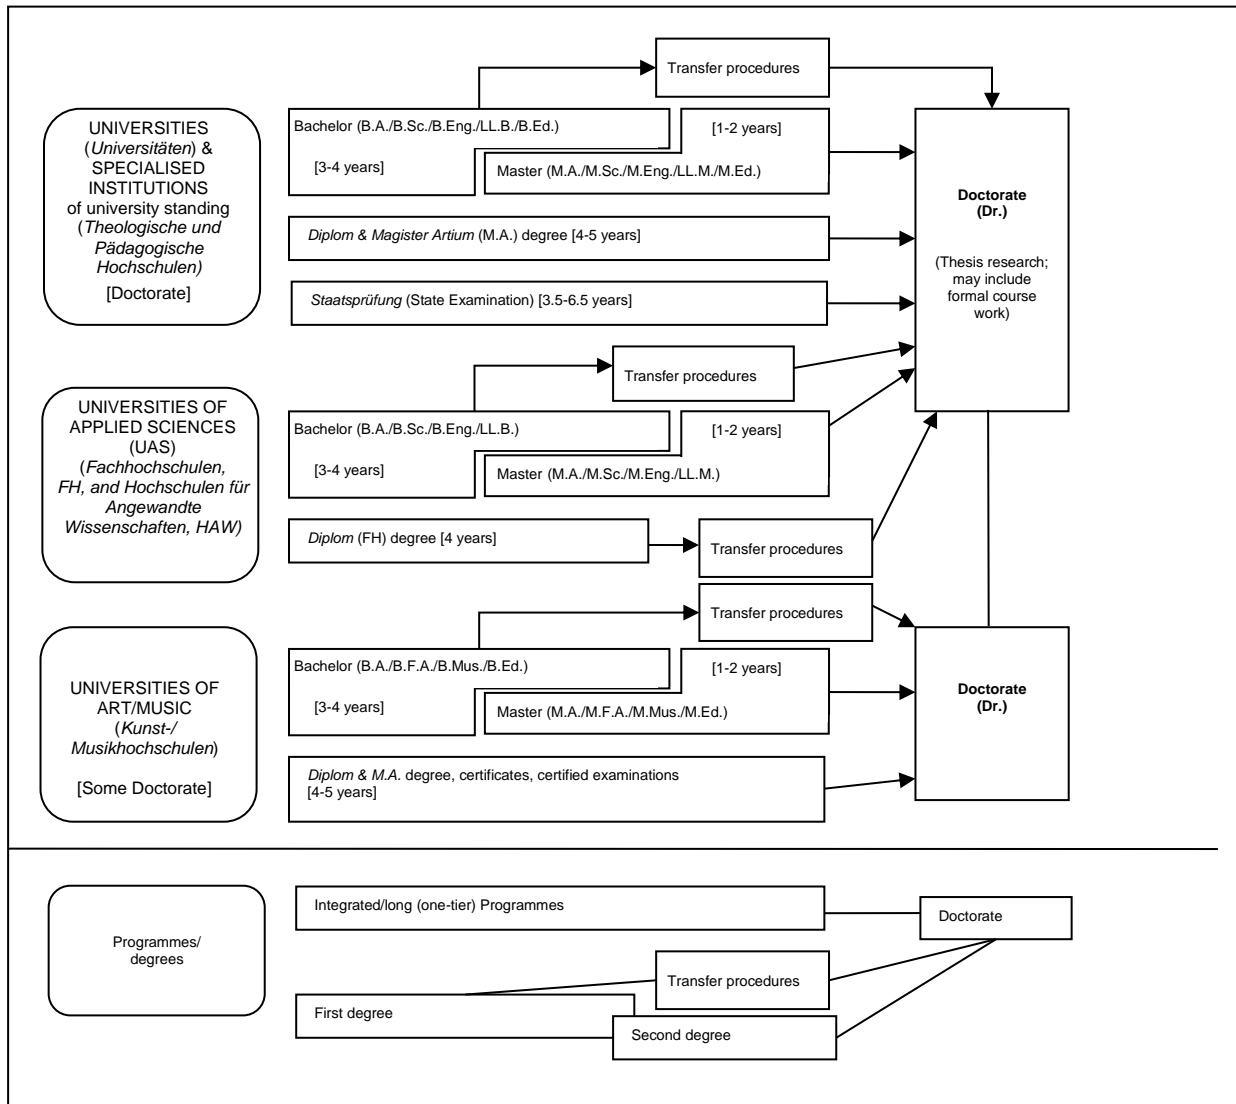 Transfer procedures
UNIVERSITIES
(Universitäten) &
SPECIALISED
INSTITUTIONS
of university standing
(Theologische und
Pädagogische
Hochschulen)
[Doctorate]
Bachelor (B.A./B.Sc./B.Eng./LL.B./B.Ed.)
[3-4 years]
[1-2 years]
Master (M.A./M.Sc./M.Eng./LL.M./M.Ed.)
Diplom & Magister Artium (M.A.) degree [4-5 years]
Staatsprüfung (State Examination) [3.5-6.5 years]
Doctorate
(Dr.)
(Thesis research;
may include
formal course
work)
Transfer procedures
UNIVERSITIES OF
APPLIED SCIENCES
(UAS)
(Fachhochschulen,
FH, and Hochschulen für
Angewandte
Wissenschaften, HAW)
Bachelor (B.A./B.Sc./B.Eng./LL.B.)
[3-4 years]
[1-2 years]
Master (M.A./M.Sc./M.Eng./LL.M.)
Diplom (FH) degree [4 years]
Transfer procedures
Transfer procedures
UNIVERSITIES OF
ART/MUSIC
(Kunst-/
Musikhochschulen)
[Some Doctorate]
Bachelor (B.A./B.F.A./B.Mus./B.Ed.)
[3-4 years]
[1-2 years]
Master (M.A./M.F.A./M.Mus./M.Ed.)
Diplom & M.A. degree, certificates, certified examinations
[4-5 years]
Doctorate
(Dr.)
Programmes/
degrees
Integrated/long (one-tier) Programmes
Doctorate
Transfer procedures
First degree
Second degree